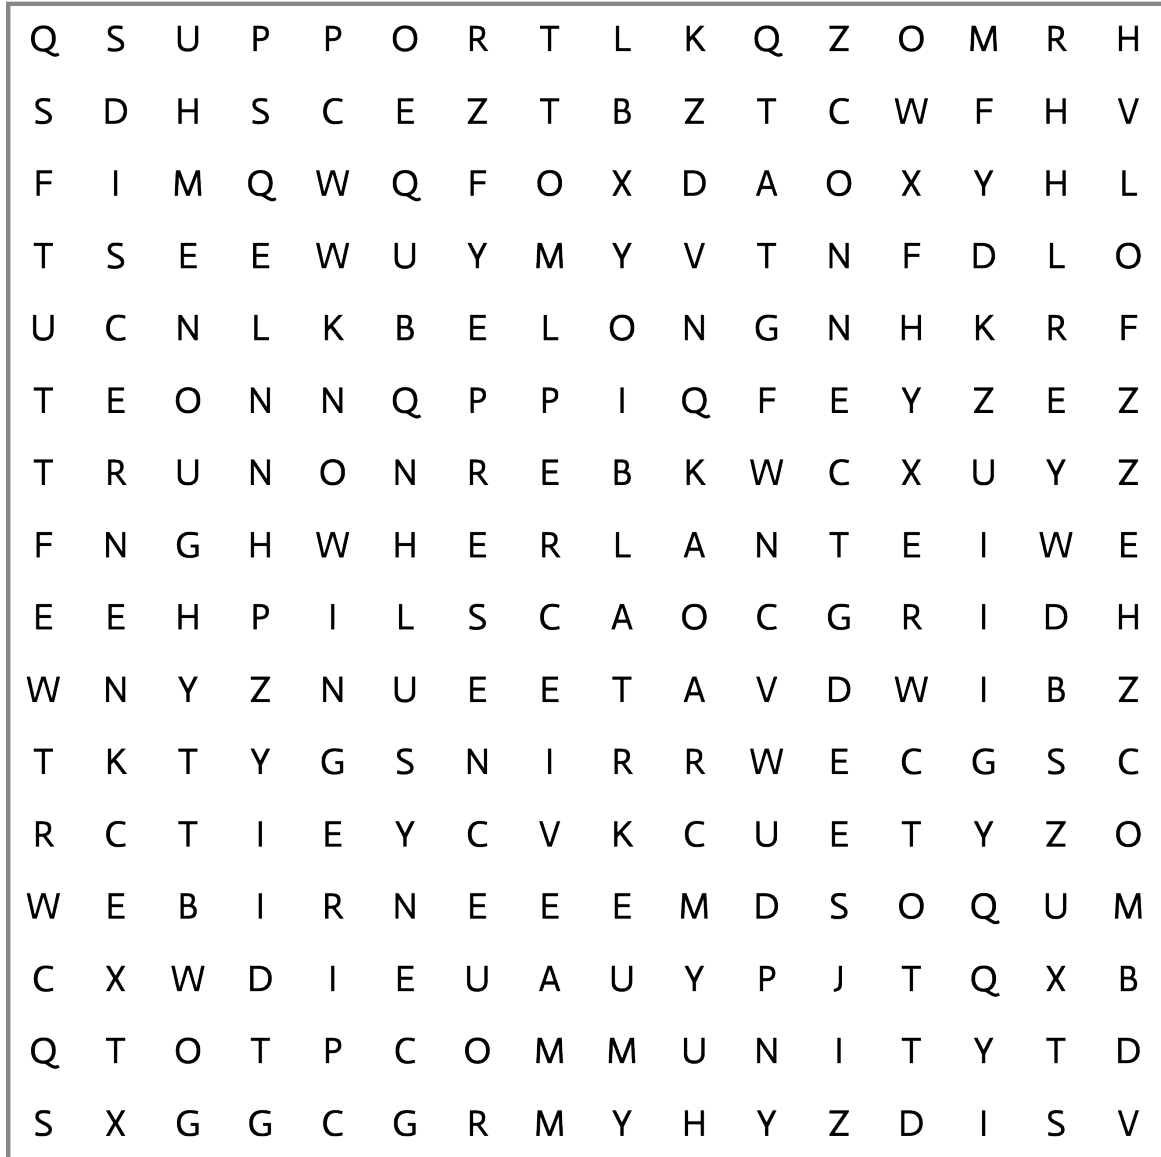 Q S U P P O R T L K Q Z O M R H
S D H S C E Z T B Z T C W F H V
F I M Q W Q F O X D A O X Y H L
T S E E W U Y M Y V T N F D L O
U C N L K B E L O N G N H K R F
T E O N N Q P P I Q F E Y Z E Z
T R U N O N R E B K W C X U Y Z
F N G H W H E R L A N T E I W E
E E H P I L S C A O C G R I D H
W N Y Z N U E E T A V D W I B Z
T K T Y G S N I R R W E C G S C
R C T I E Y C V K C U E T Y Z O
W E B I R N E E E M D S O Q U M
C X W D I E U A U Y P J T Q X B
Q T O T P C O M M U N I T Y T D
S X G G C G R M Y H Y Z D I S V